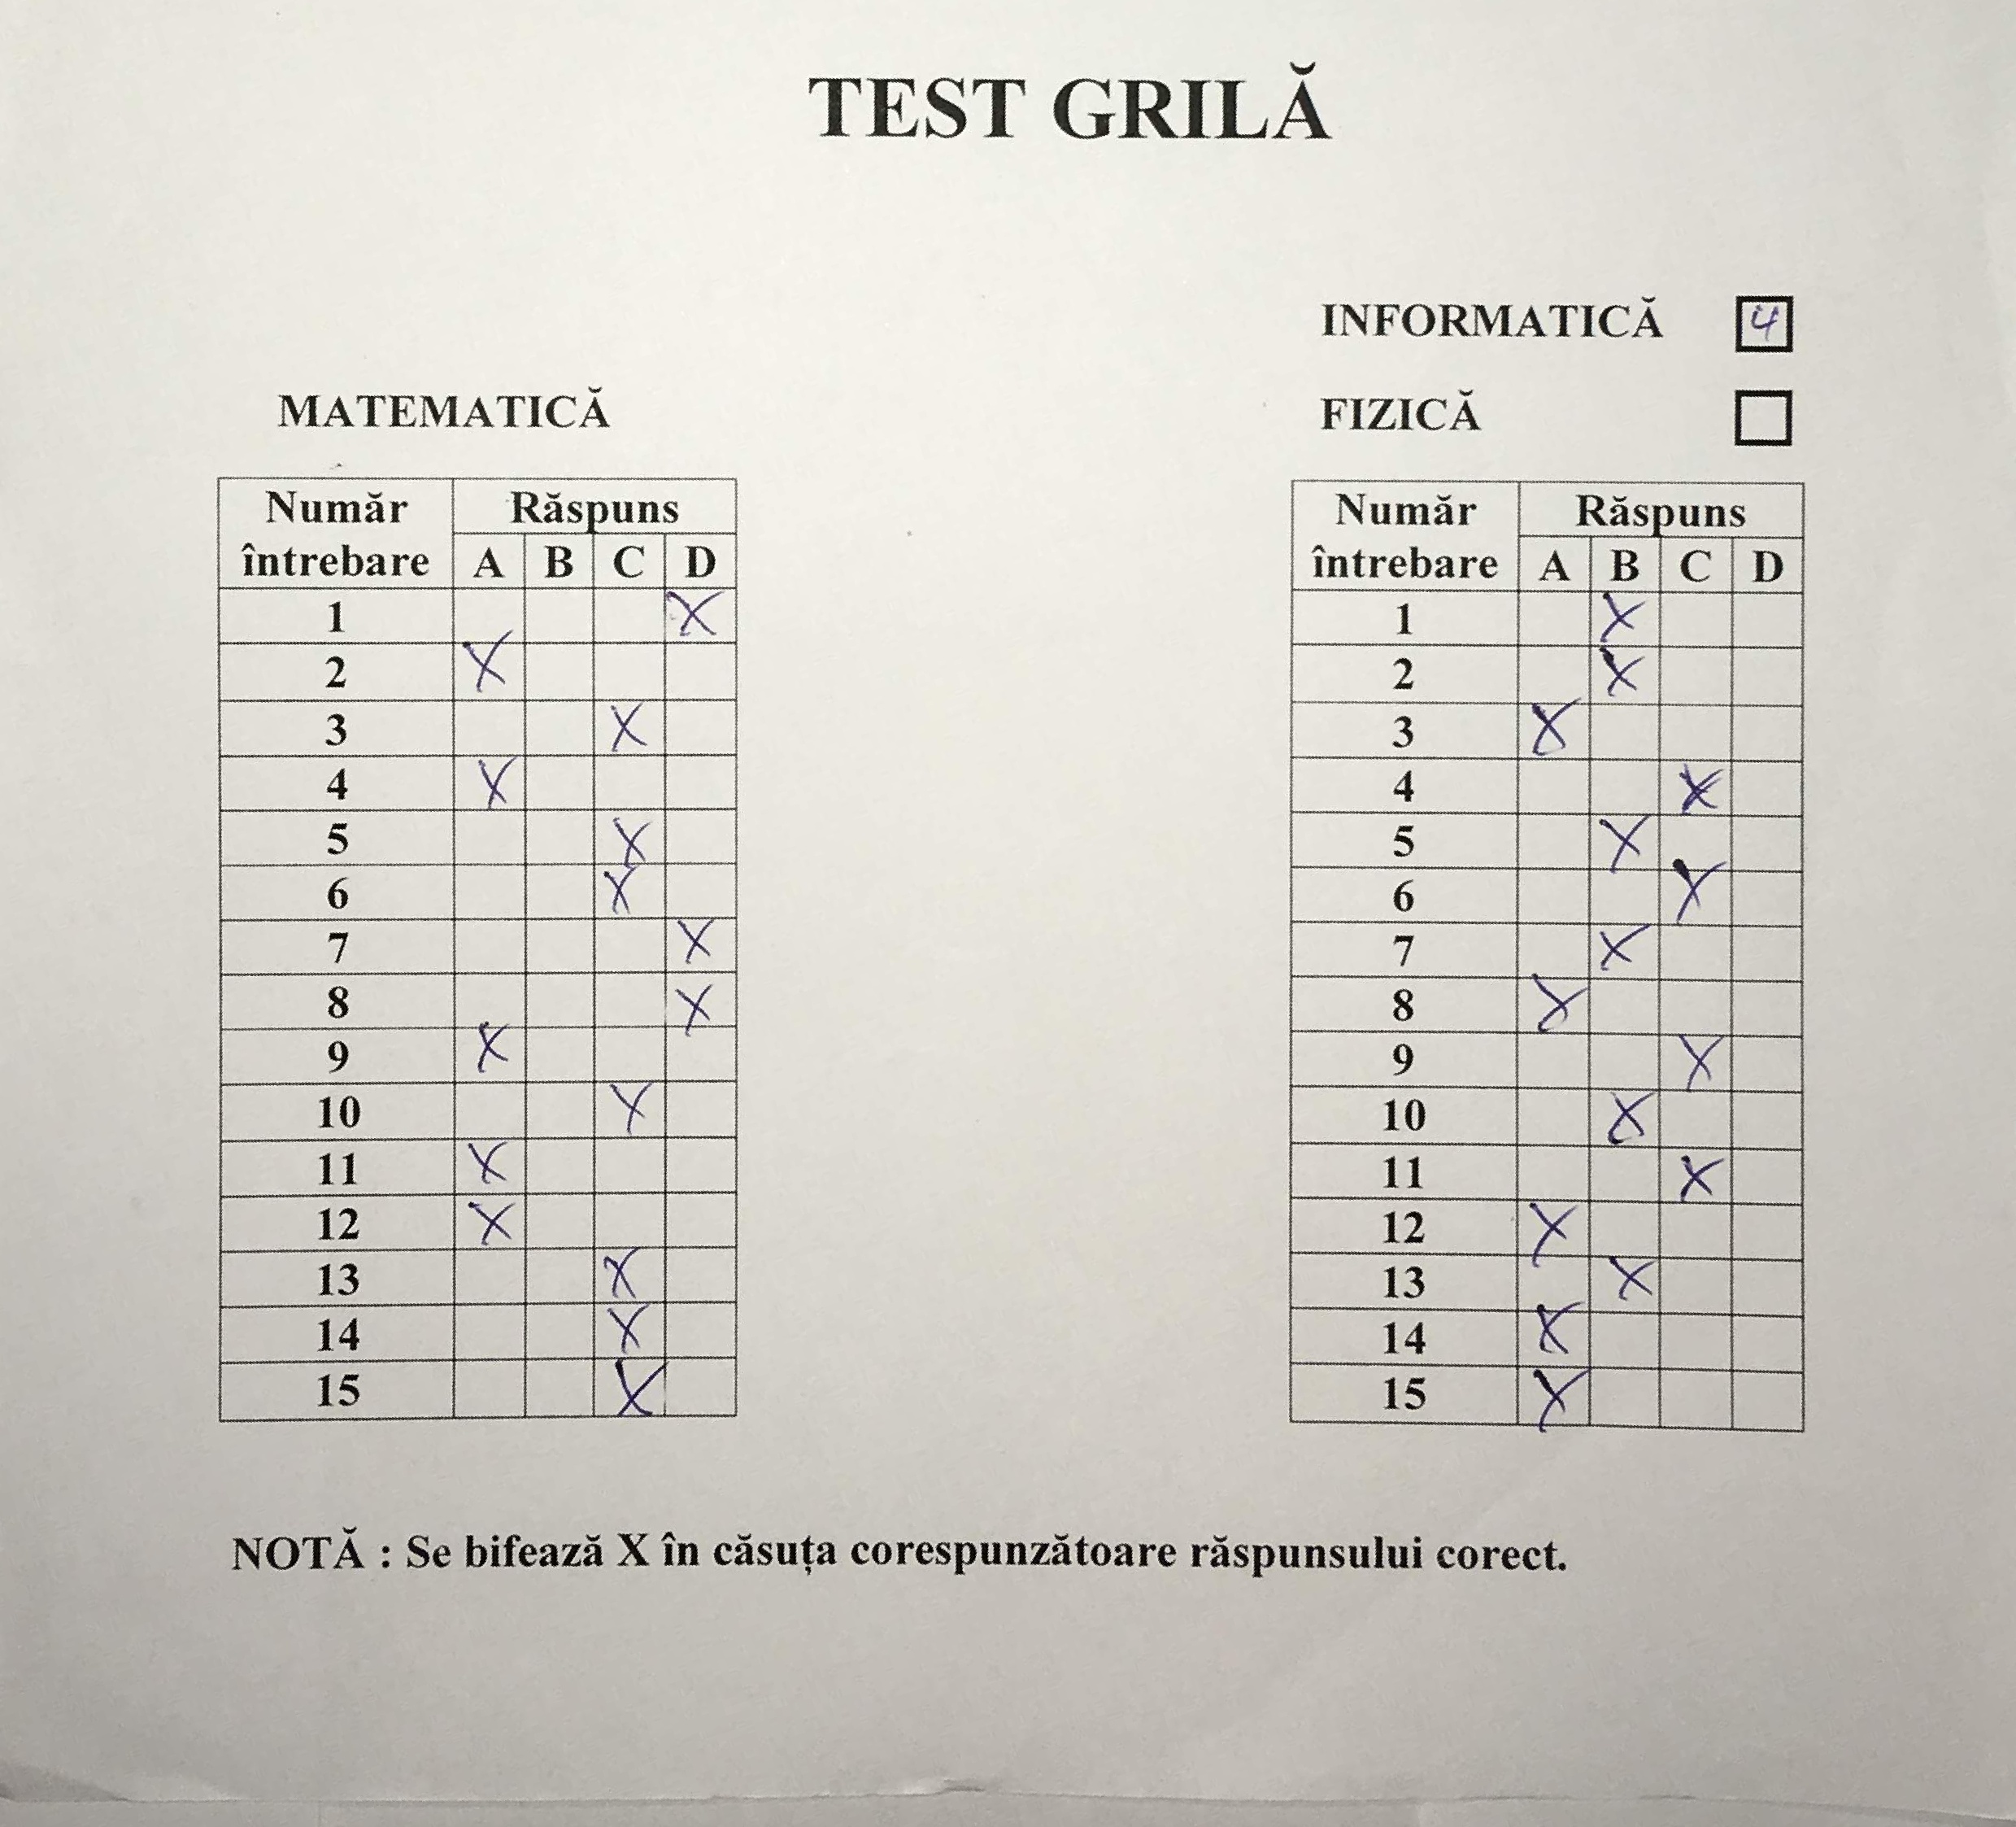 TEST GRILĂ
INFORMATICĂ 4
MATEMATICĂ
FIZICĂ
Număr întrebare Răspuns
A B C D
1 X
2 X
3 X
4 X
5 X
6 X
7 X
8 X
9 X
10 X
11 X
12 X
13 X
14 X
15 X
Număr întrebare Răspuns
A B C D
1 X
2 X
3 X
4 X
5 X
6 X
7 X
8 X
9 X
10 X
11 X
12 X
13 X
14 X
15 X
NOTĂ : Se bifează X în căsuța corespunzătoare răspunsului corect.